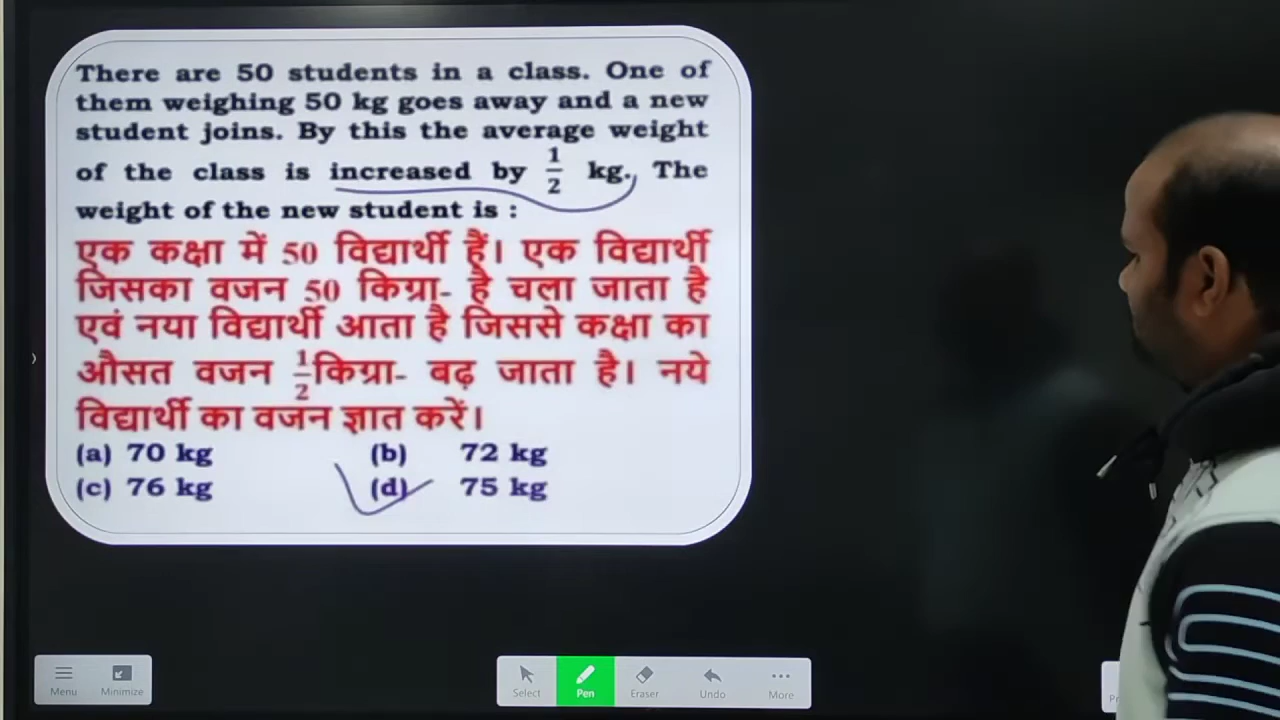 There are 50 students in a class. One of
them weighing 50 kg goes away and a new
student joins. By this the average weight
of the class is increased by 1/2 kg. The
weight of the new student is :
एक कक्षा में 50 विद्यार्थी हैं। एक विद्यार्थी
जिसका वजन 50 किग्रा- है चला जाता है
एवं नया विद्यार्थी आता है जिससे कक्षा का
औसत वजन 1/2 किग्रा- बढ़ जाता है। नये
विद्यार्थी का वजन ज्ञात करें।
(a) 70 kg (b) 72 kg
(c) 76 kg (d) 75 kg
Menu Minimize Select Pen Eraser Undo More